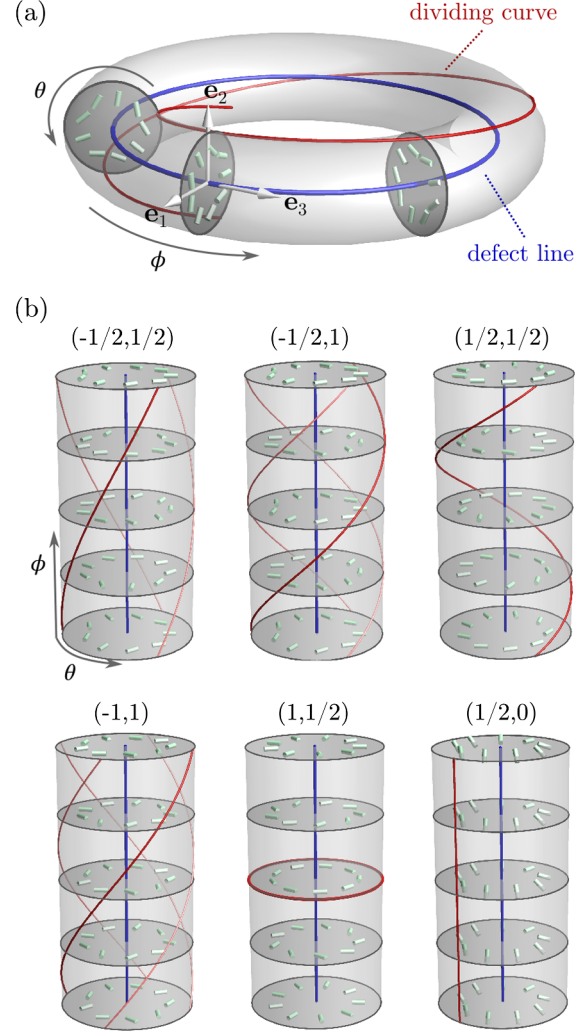 (a)
dividing curve
θ
e₂
e₁
e₃
ϕ
defect line
(b)
(-1/2,1/2)
(-1/2,1)
(1/2,1/2)
ϕ
θ
(-1,1)
(1,1/2)
(1/2,0)